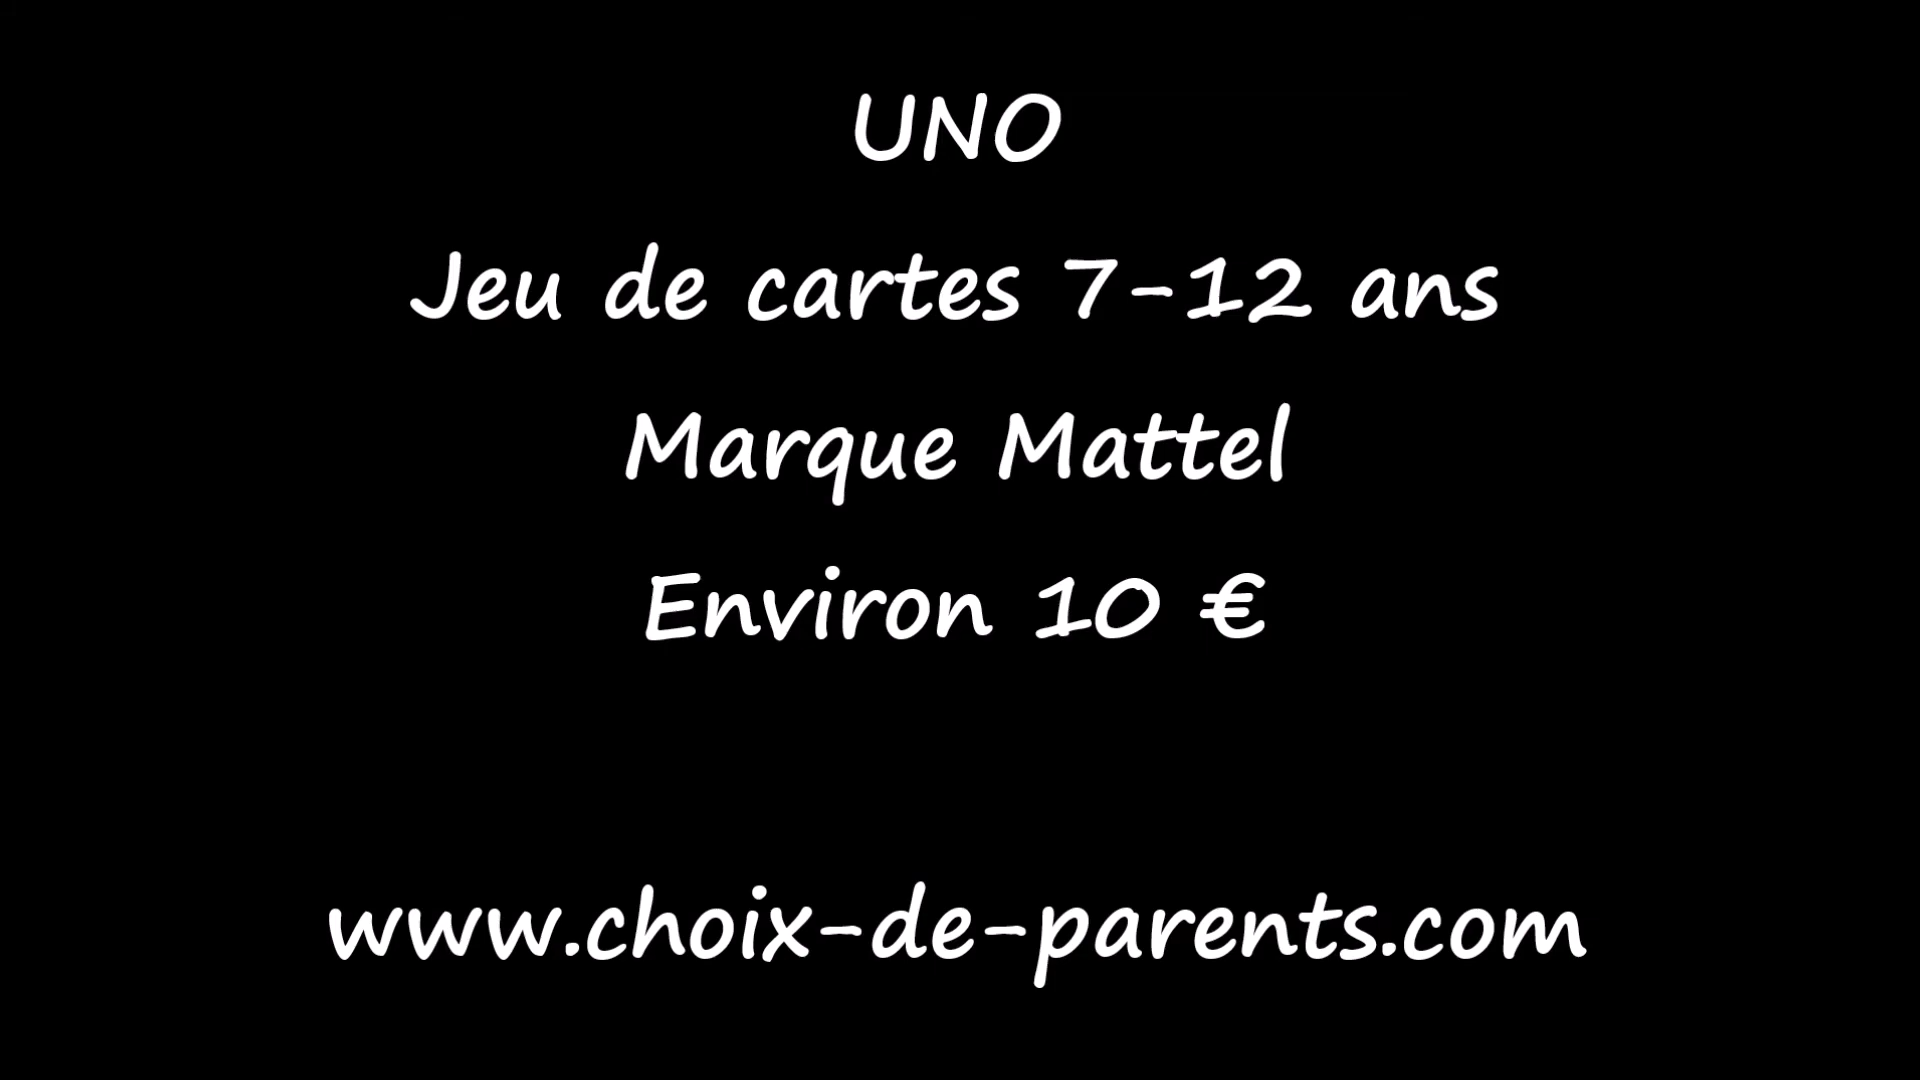 UNO
Jeu de cartes 7-12 ans
Marque Mattel
Environ 10 €
www.choix-de-parents.com